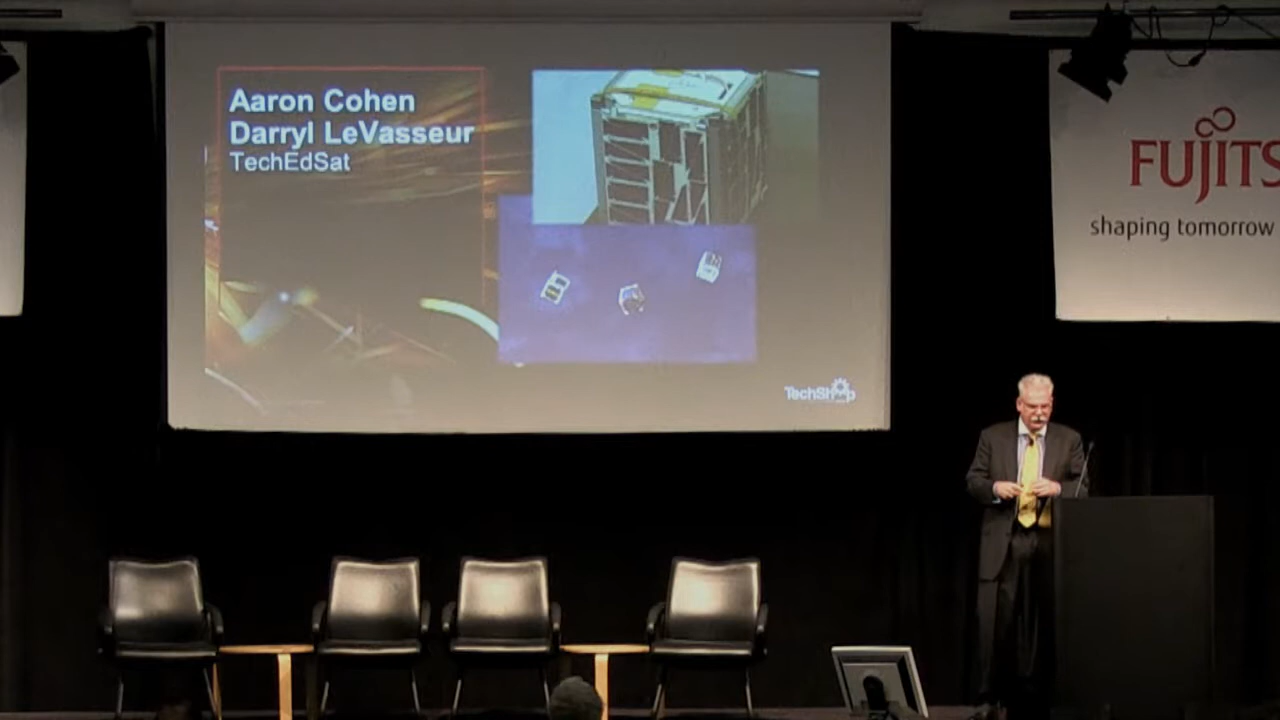 Aaron Cohen
Darryl LeVasseur
TechEdSat
TechShop
FUJITS
shaping tomorrow